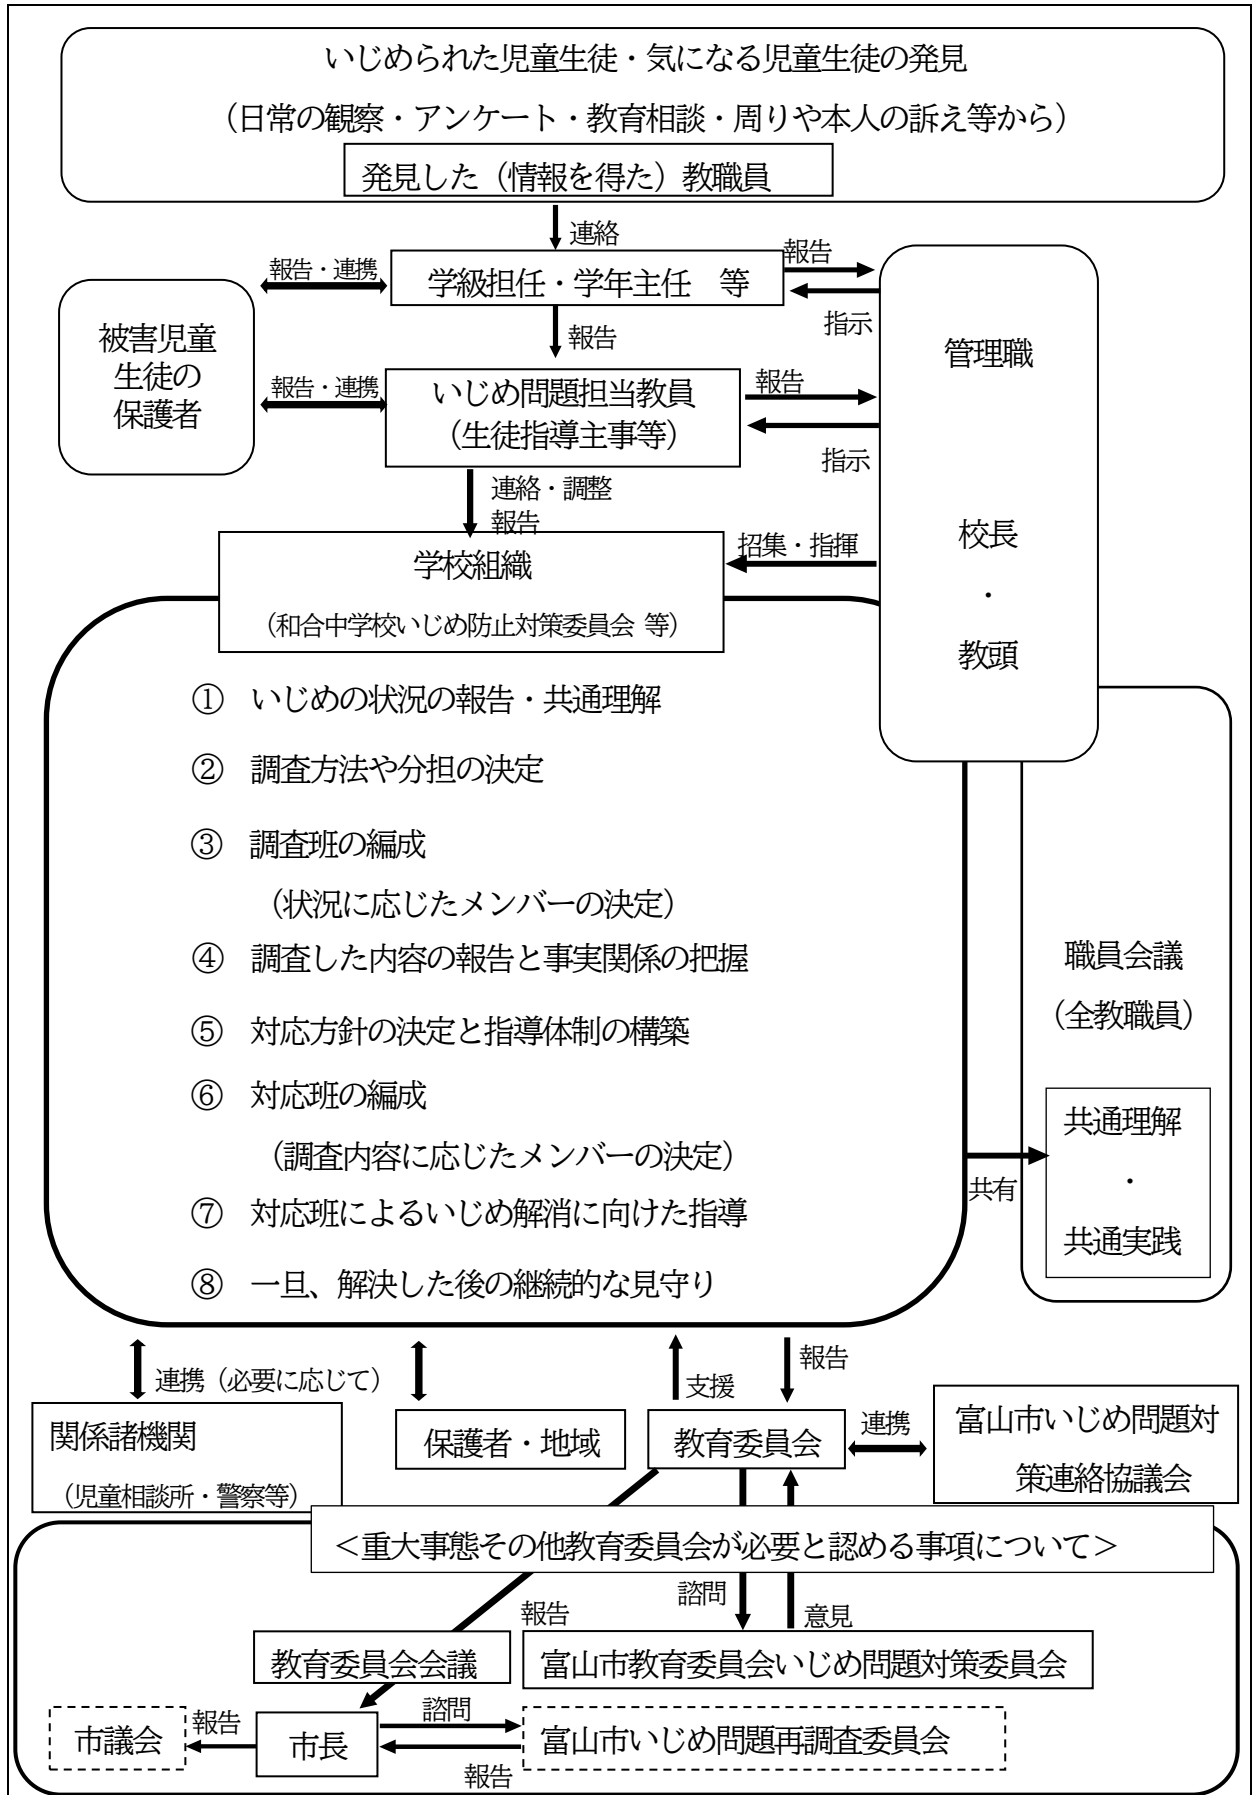 いじめられた児童生徒・気になる児童生徒の発見
（日常の観察・アンケート・教育相談・周りや本人の訴え等から）
発見した（情報を得た）教職員
連絡
学級担任・学年主任　等
報告・連携
報告
指示
報告
被害児童
生徒の
保護者
管理職
校長
・
教頭
報告・連携
いじめ問題担当教員
（生徒指導主事等）
報告
指示
連絡・調整
報告
招集・指揮
学校組織
（和合中学校いじめ防止対策委員会 等）
①　いじめの状況の報告・共通理解
②　調査方法や分担の決定
③　調査班の編成
（状況に応じたメンバーの決定）
④　調査した内容の報告と事実関係の把握
⑤　対応方針の決定と指導体制の構築
⑥　対応班の編成
（調査内容に応じたメンバーの決定）
⑦　対応班によるいじめ解消に向けた指導
⑧　一旦、解決した後の継続的な見守り
職員会議
（全教職員）
共有
共通理解
・
共通実践
連携（必要に応じて）
支援
報告
関係諸機関
（児童相談所・警察等）
保護者・地域
教育委員会
連携
富山市いじめ問題対
策連絡協議会
＜重大事態その他教育委員会が必要と認める事項について＞
報告
諮問
意見
教育委員会会議
富山市教育委員会いじめ問題対策委員会
市議会
報告
市長
諮問
報告
富山市いじめ問題再調査委員会